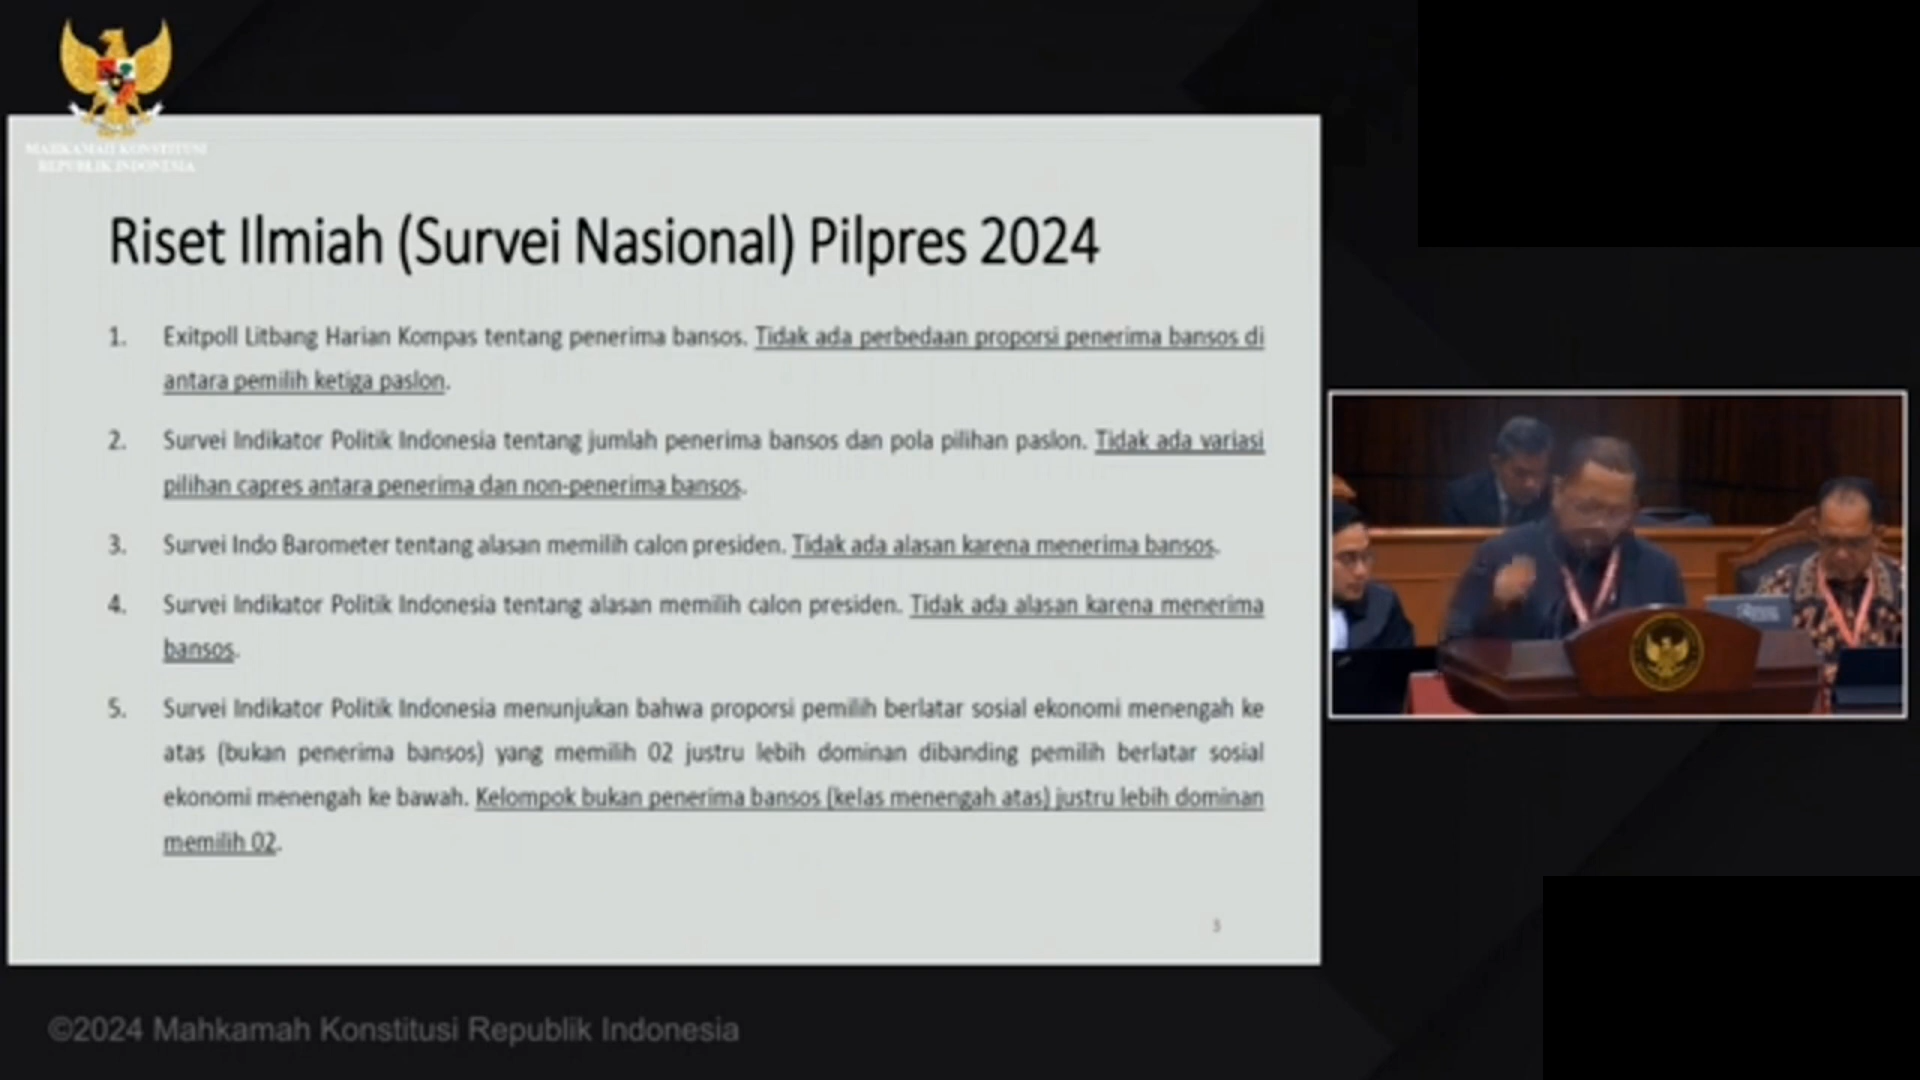 MAHKAMAH KONSTITUSI
REPUBLIK INDONESIA
Riset Ilmiah (Survei Nasional) Pilpres 2024
1. Exitpoll Litbang Harian Kompas tentang penerima bansos. Tidak ada perbedaan proporsi penerima bansos di
antara pemilih ketiga paslon.
2. Survei Indikator Politik Indonesia tentang jumlah penerima bansos dan pola pilihan paslon. Tidak ada variasi
pilihan capres antara penerima dan non-penerima bansos.
3. Survei Indo Barometer tentang alasan memilih calon presiden. Tidak ada alasan karena menerima bansos.
4. Survei Indikator Politik Indonesia tentang alasan memilih calon presiden. Tidak ada alasan karena menerima
bansos.
5. Survei Indikator Politik Indonesia menunjukan bahwa proporsi pemilih berlatar sosial ekonomi menengah ke
atas (bukan penerima bansos) yang memilih 02 justru lebih dominan dibanding pemilih berlatar sosial
ekonomi menengah ke bawah. Kelompok bukan penerima bansos (kelas menengah atas) justru lebih dominan
memilih 02.
3
©2024 Mahkamah Konstitusi Republik Indonesia